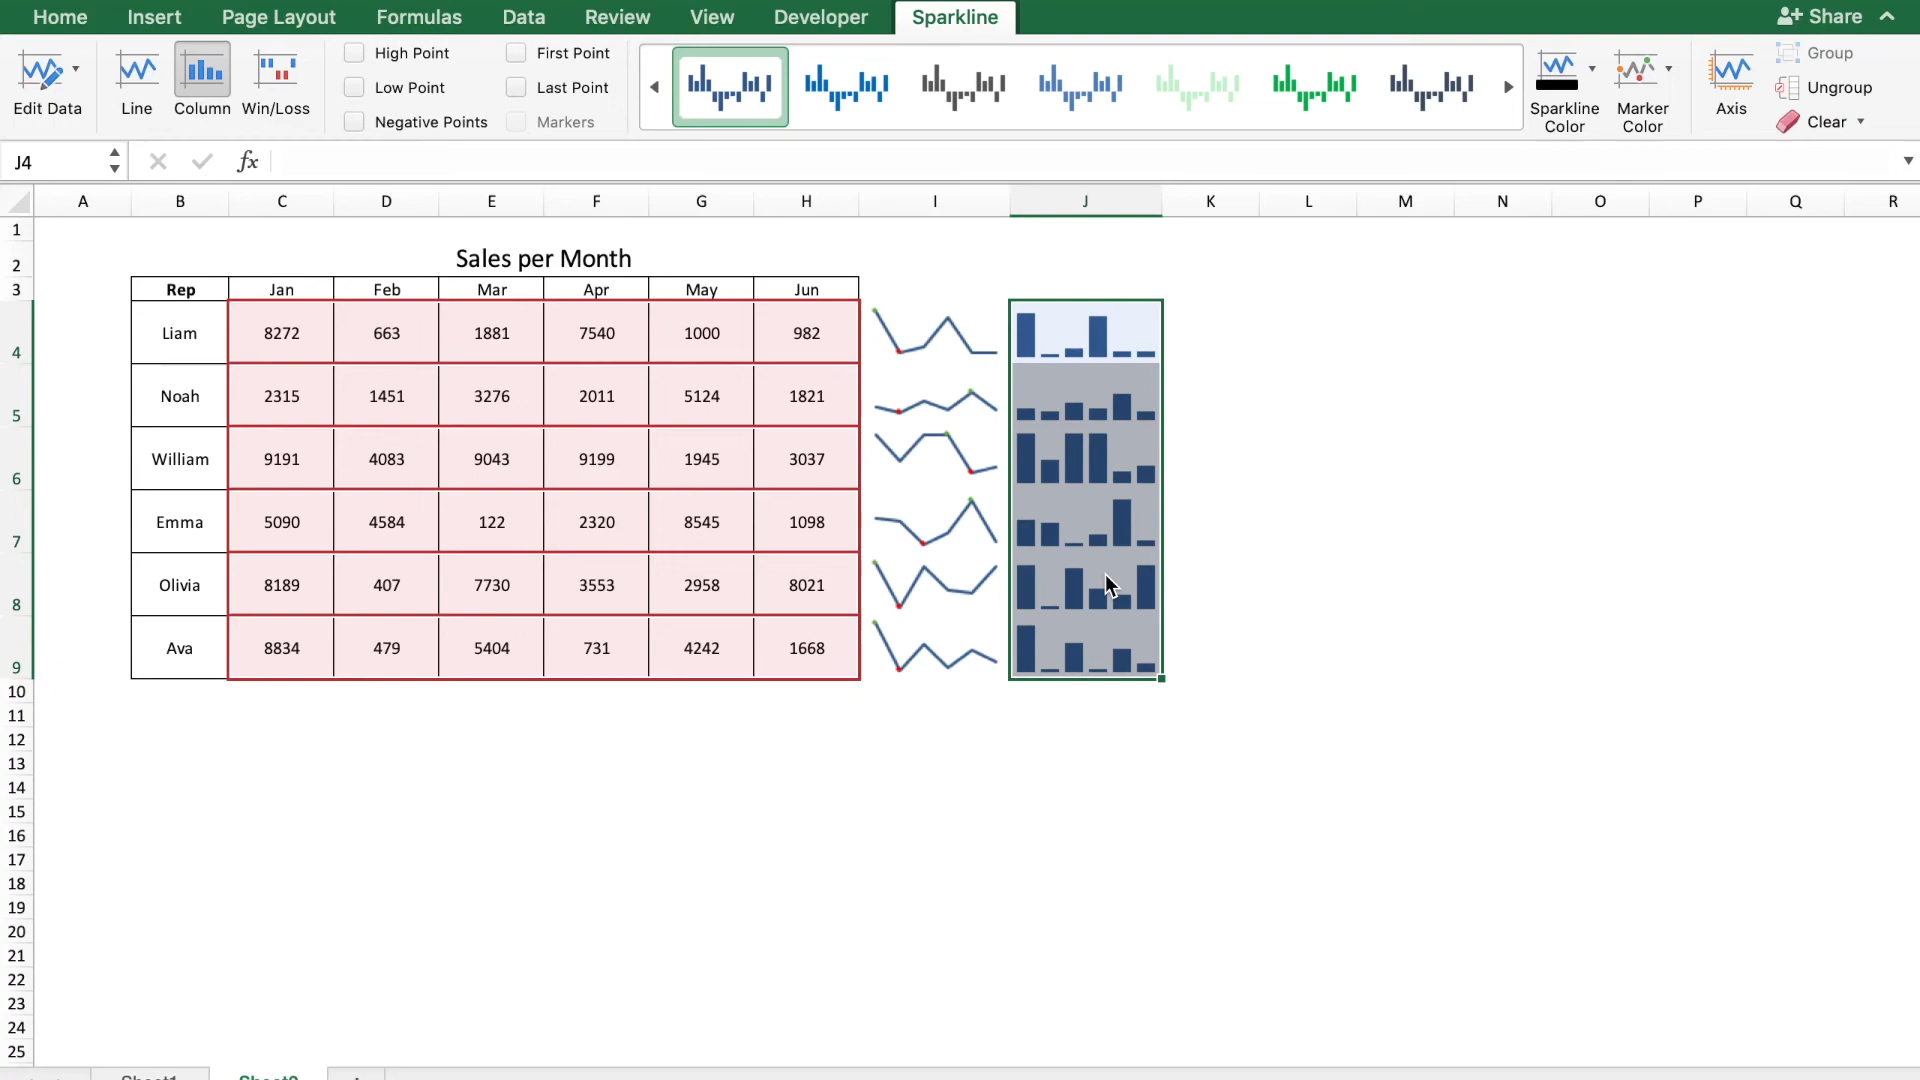 Home Insert Page Layout Formulas Data Review View Developer Sparkline Share
Edit Data Line Column Win/Loss
High Point First Point
Low Point Last Point
Negative Points Markers
Sparkline Color
Marker Color
Axis
Group
Ungroup
Clear
J4 fx
A B C D E F G H I J K L M N O P Q R
1
2 Sales per Month
3 Rep Jan Feb Mar Apr May Jun
4 Liam 8272 663 1881 7540 1000 982
5 Noah 2315 1451 3276 2011 5124 1821
6 William 9191 4083 9043 9199 1945 3037
7 Emma 5090 4584 122 2320 8545 1098
8 Olivia 8189 407 7730 3553 2958 8021
9 Ava 8834 479 5404 731 4242 1668
10
11
12
13
14
15
16
17
18
19
20
21
22
23
24
25